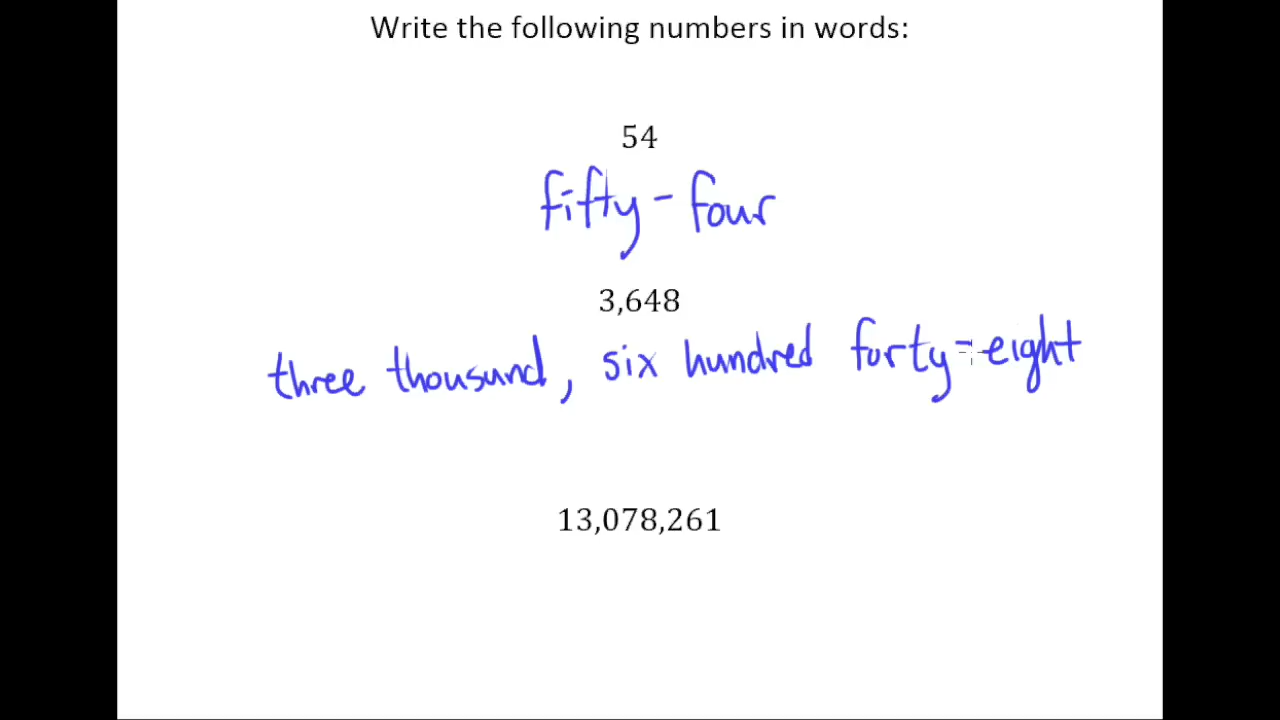 Write the following numbers in words:
54
fifty-four
3,648
three thousand, six hundred forty-eight
13,078,261